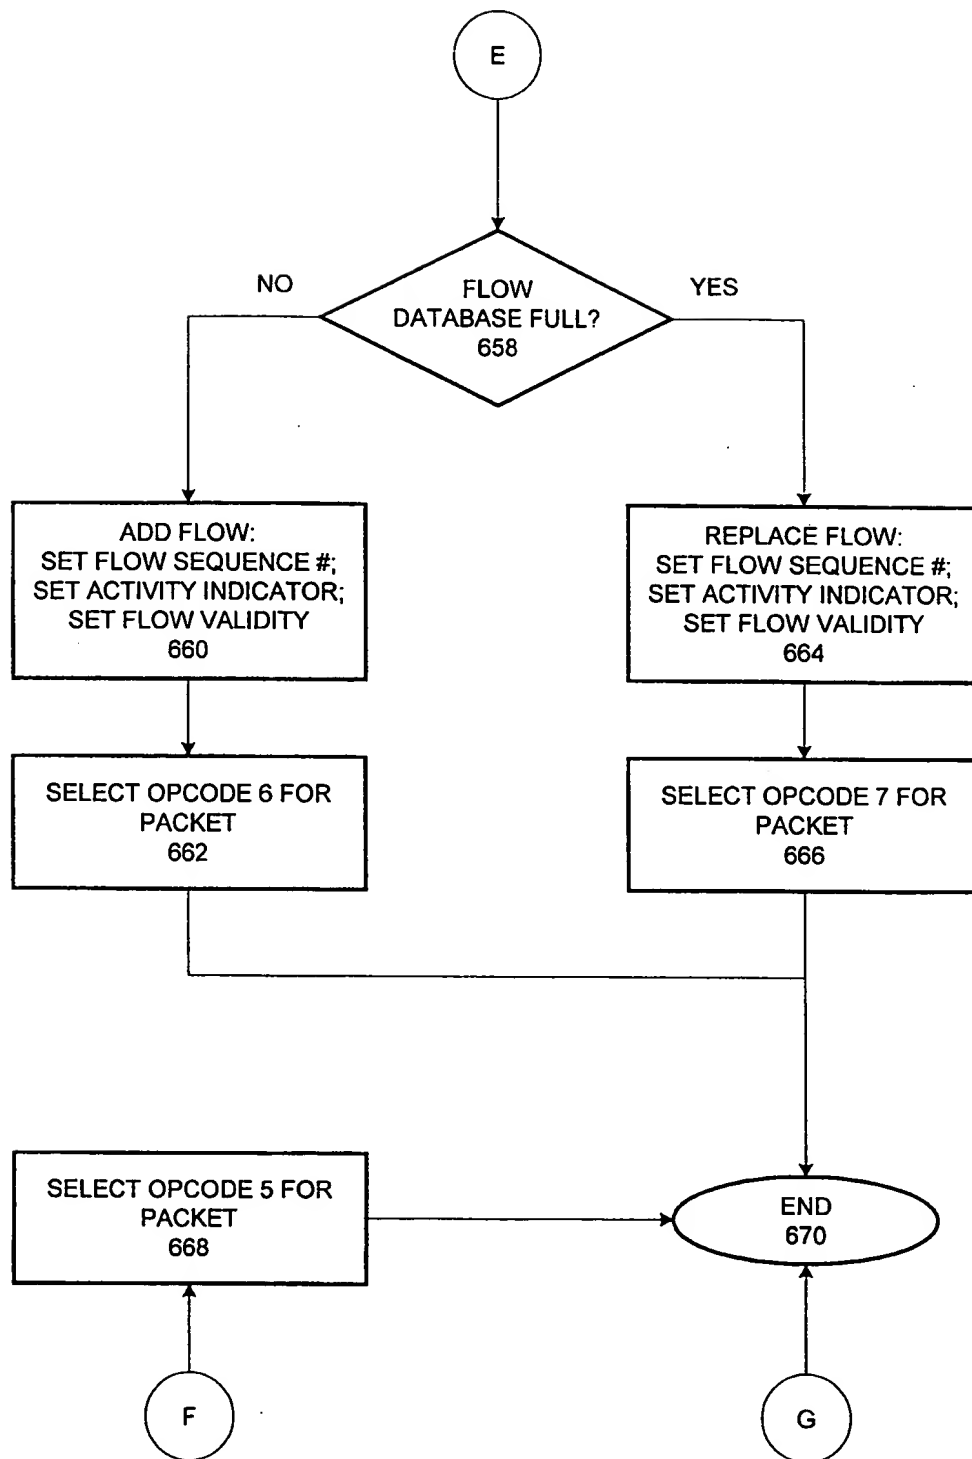 E
NO
YES
FLOW
DATABASE FULL?
658
ADD FLOW:
SET FLOW SEQUENCE #;
SET ACTIVITY INDICATOR;
SET FLOW VALIDITY
660
REPLACE FLOW:
SET FLOW SEQUENCE #;
SET ACTIVITY INDICATOR;
SET FLOW VALIDITY
664
SELECT OPCODE 6 FOR
PACKET
662
SELECT OPCODE 7 FOR
PACKET
666
SELECT OPCODE 5 FOR
PACKET
668
END
670
F
G